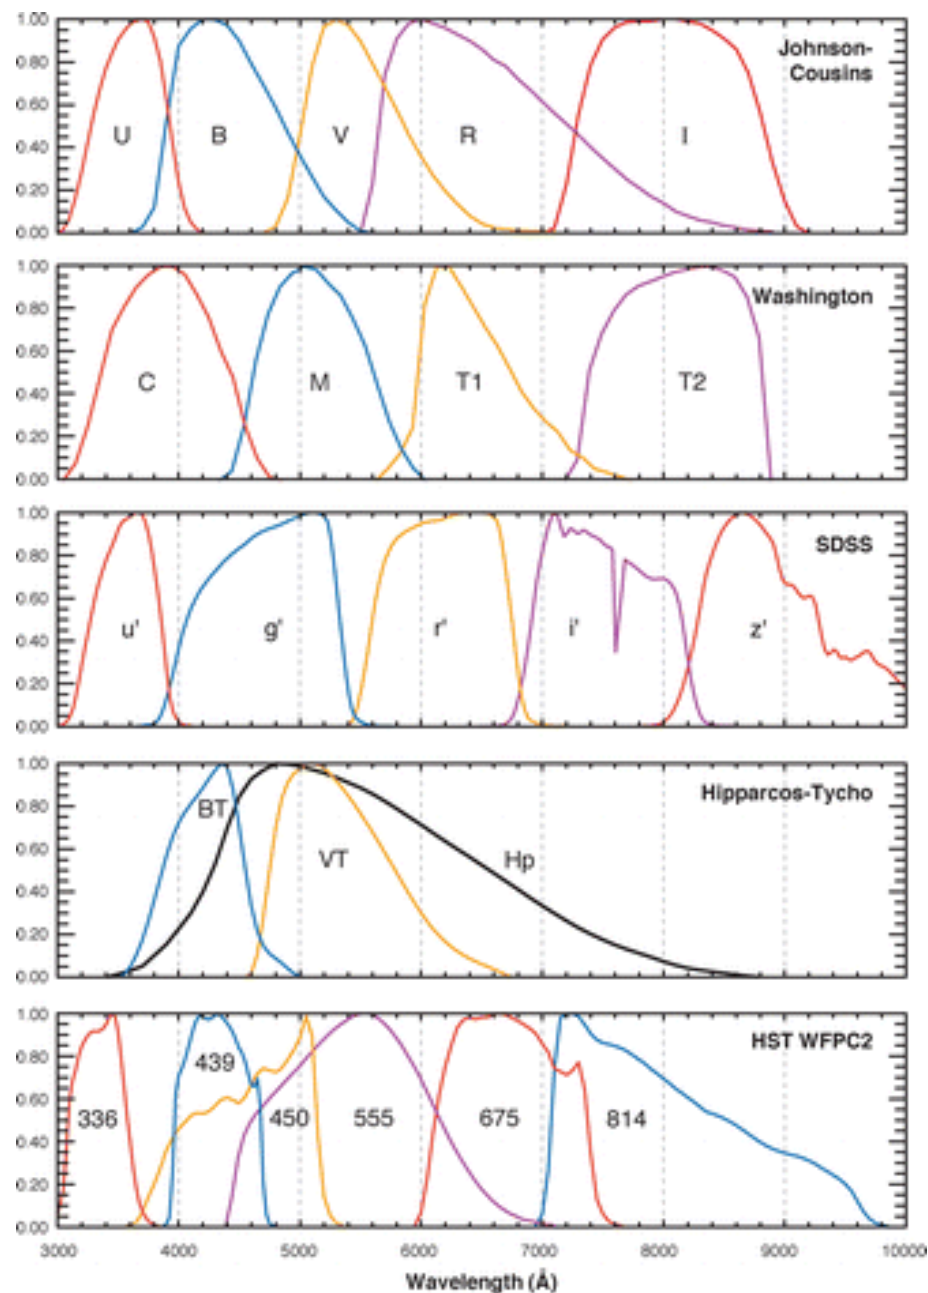 1.00
0.80
0.60
0.40
0.20
0.00
Johnson-
Cousins
U
B
V
R
I
1.00
0.80
0.60
0.40
0.20
0.00
Washington
C
M
T1
T2
1.00
0.80
0.60
0.40
0.20
0.00
SDSS
u'
g'
r'
i'
z'
1.00
0.80
0.60
0.40
0.20
0.00
Hipparcos-Tycho
BT
VT
Hp
1.00
0.80
0.60
0.40
0.20
0.00
HST WFPC2
336
439
450
555
675
814
3000 4000 5000 6000 7000 8000 9000 10000
Wavelength (Å)